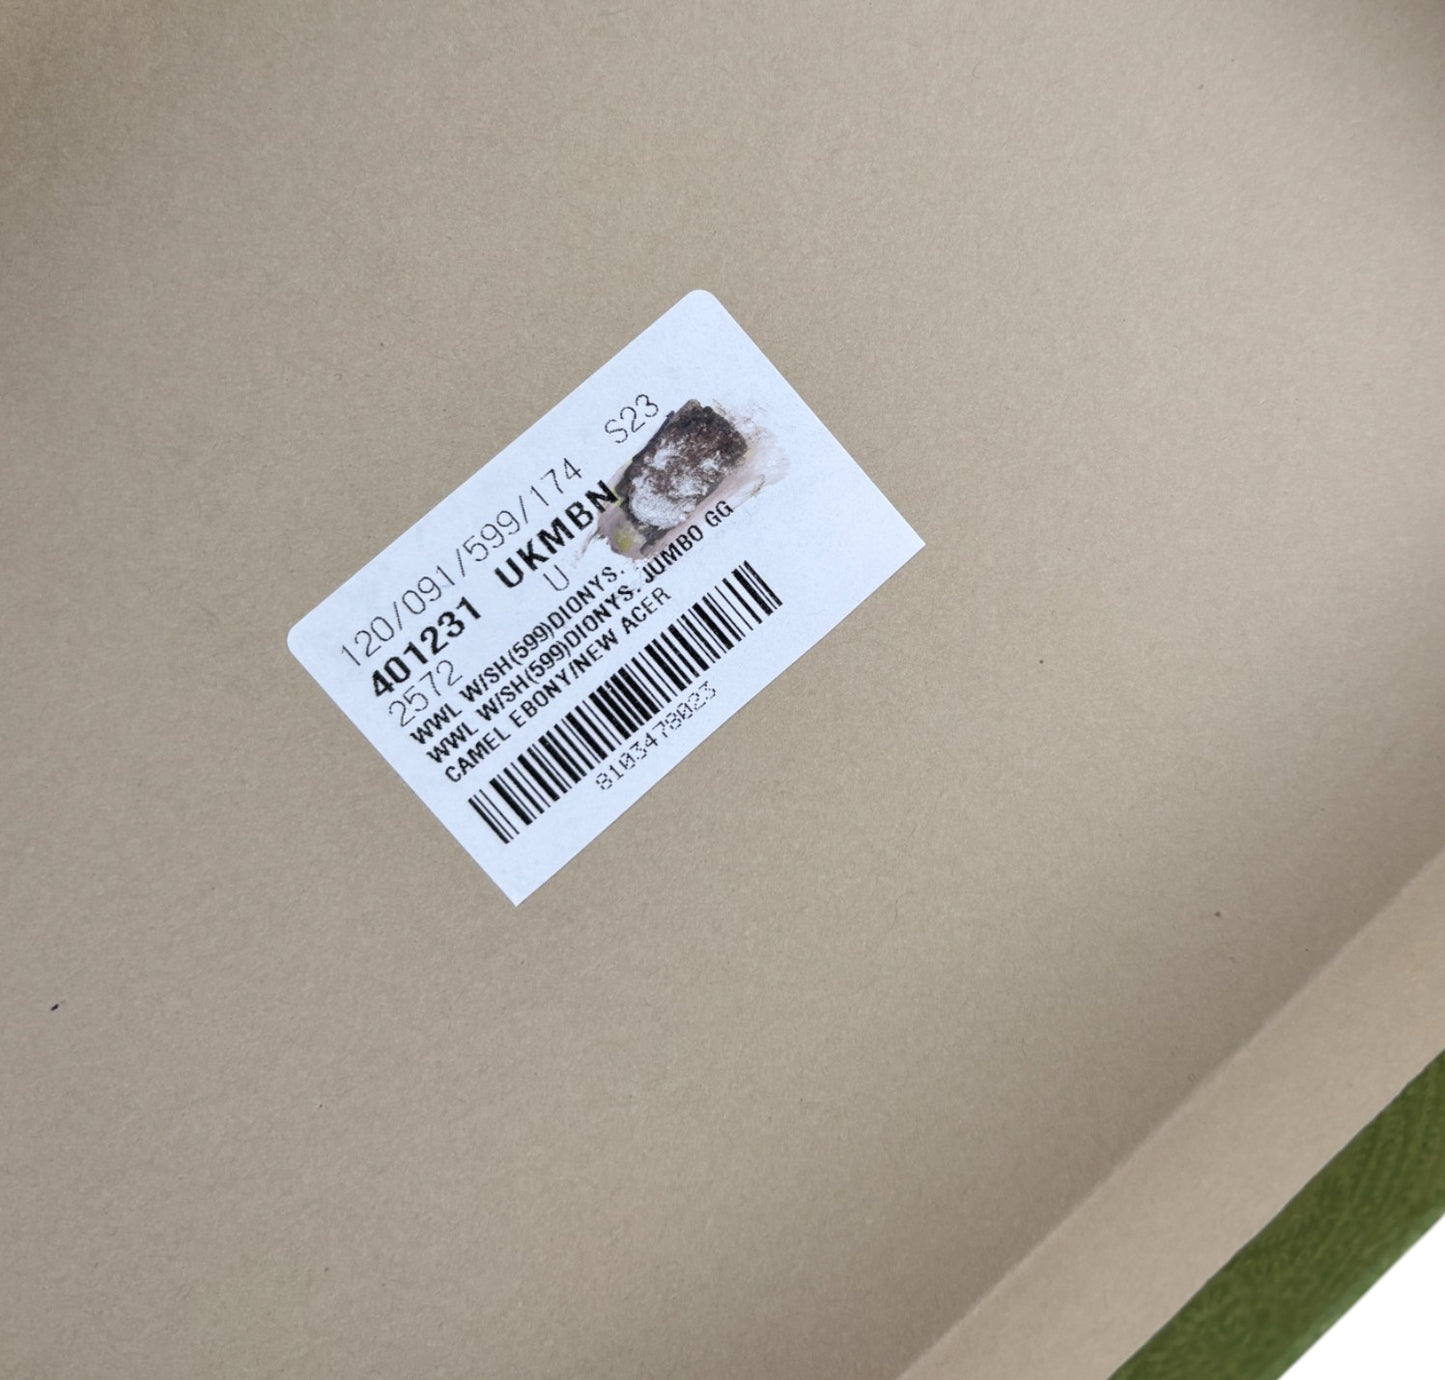 120/091/599/174 S23
401231 UKMBN
2572 U
WWL W/SH(599)DIONYS.
WWL W/SH(599)DIONYS. JUMBO GG
CAMEL EBONY/NEW ACER
8103478023